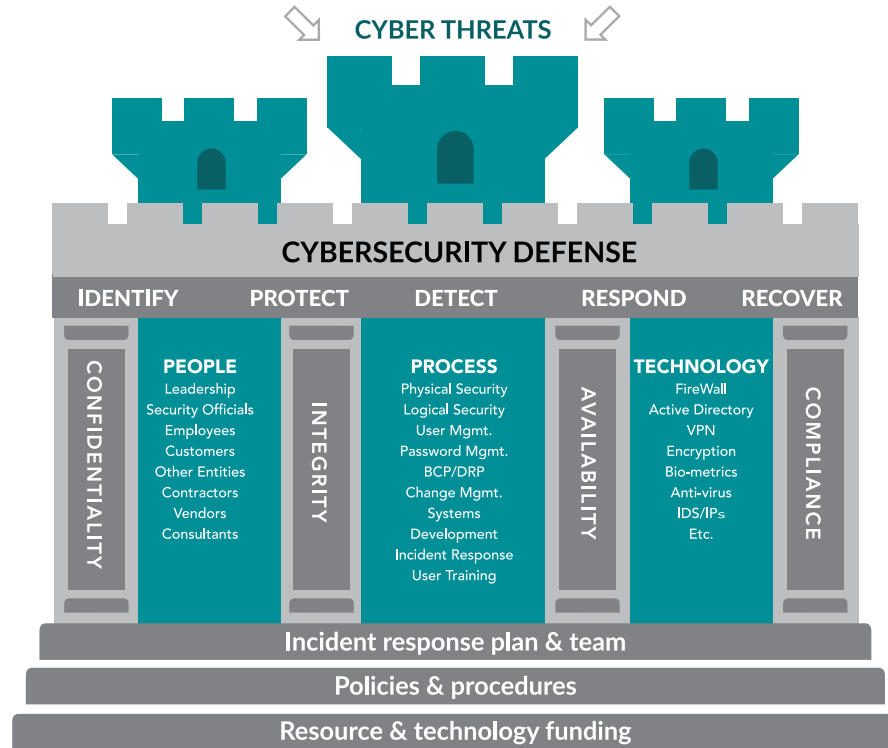 CYBER THREATS
CYBERSECURITY DEFENSE
IDENTIFY PROTECT DETECT RESPOND RECOVER
CONFIDENTIALITY
PEOPLE
Leadership
Security Officials
Employees
Customers
Other Entities
Contractors
Vendors
Consultants
INTEGRITY
PROCESS
Physical Security
Logical Security
User Mgmt.
Password Mgmt.
BCP/DRP
Change Mgmt.
Systems
Development
Incident Response
User Training
AVAILABILITY
TECHNOLOGY
FireWall
Active Directory
VPN
Encryption
Bio-metrics
Anti-virus
IDS/IPs
Etc.
COMPLIANCE
Incident response plan & team
Policies & procedures
Resource & technology funding